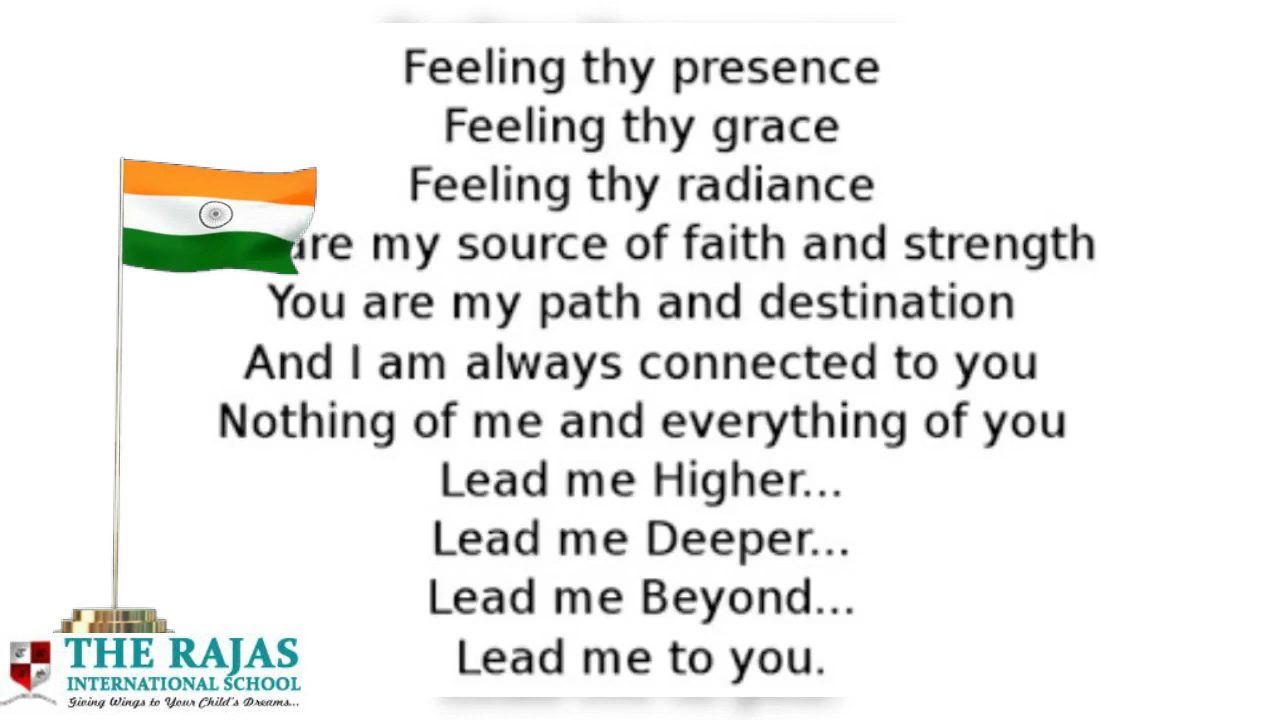 Feeling thy presence
Feeling thy grace
Feeling thy radiance
are my source of faith and strength
You are my path and destination
And I am always connected to you
Nothing of me and everything of you
Lead me Higher...
Lead me Deeper...
Lead me Beyond...
Lead me to you.
THE RAJAS
INTERNATIONAL SCHOOL
Giving Wings to Your Child's Dreams...